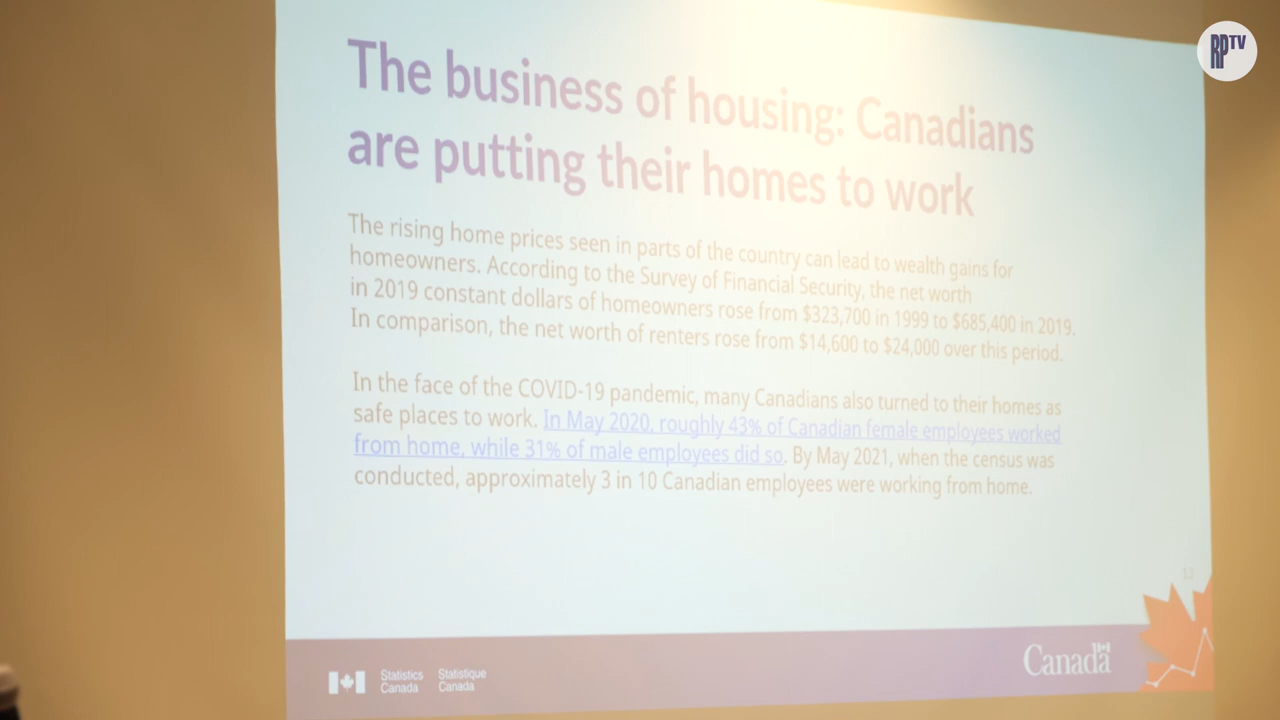 RP TV
The business of housing: Canadians
are putting their homes to work
The rising home prices seen in parts of the country can lead to wealth gains for
homeowners. According to the Survey of Financial Security, the net worth
in 2019 constant dollars of homeowners rose from $323,700 in 1999 to $685,400 in 2019.
In comparison, the net worth of renters rose from $14,600 to $24,000 over this period.
In the face of the COVID-19 pandemic, many Canadians also turned to their homes as
safe places to work. In May 2020, roughly 43% of Canadian female employees worked
from home, while 31% of male employees did so. By May 2021, when the census was
conducted, approximately 3 in 10 Canadian employees were working from home.
Statistics Statistique
Canada Canada
Canada